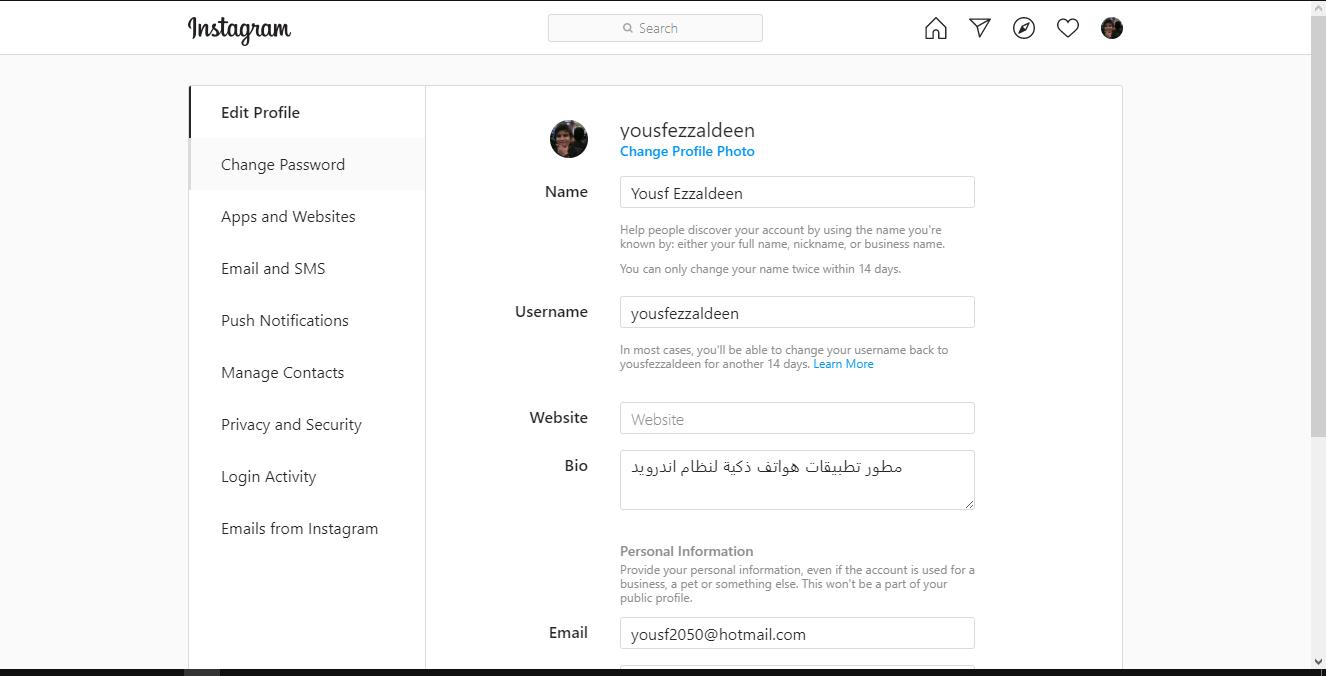 Instagram
Search
Edit Profile
Change Password
Apps and Websites
Email and SMS
Push Notifications
Manage Contacts
Privacy and Security
Login Activity
Emails from Instagram
yousfezzaldeen
Change Profile Photo
Name
Yousf Ezzaldeen
Help people discover your account by using the name you're
known by: either your full name, nickname, or business name.
You can only change your name twice within 14 days.
Username
yousfezzaldeen
In most cases, you'll be able to change your username back to
yousfezzaldeen for another 14 days. Learn More
Website
Website
Bio
مطور تطبيقات هواتف ذكية لنظام اندرويد
Personal Information
Provide your personal information, even if the account is used for a
business, a pet or something else. This won't be a part of your
public profile.
Email
yousf2050@hotmail.com